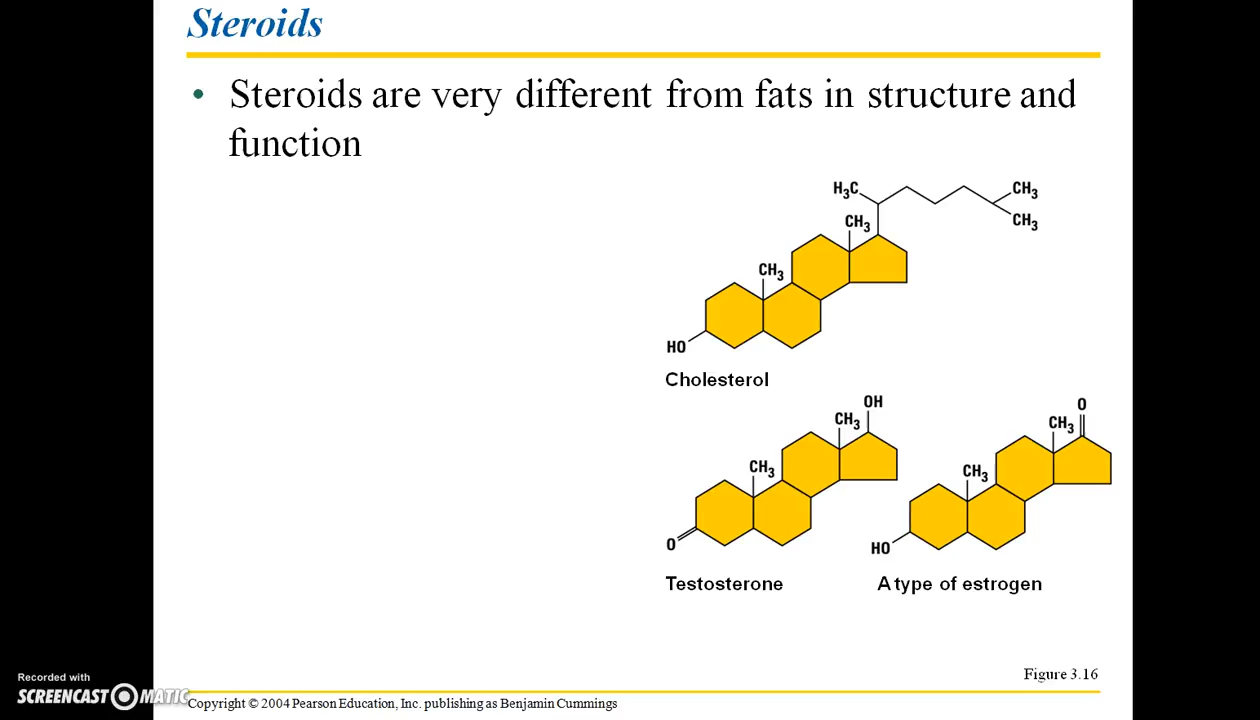 Steroids
• Steroids are very different from fats in structure and
function
H₃C
CH₃
CH₃
CH₃
CH₃
HO
Cholesterol
OH
CH₃
CH₃
O
Testosterone
O
CH₃
CH₃
HO
A type of estrogen
Figure 3.16
Recorded with
SCREENCAST MATIC
Copyright © 2004 Pearson Education, Inc. publishing as Benjamin Cummings